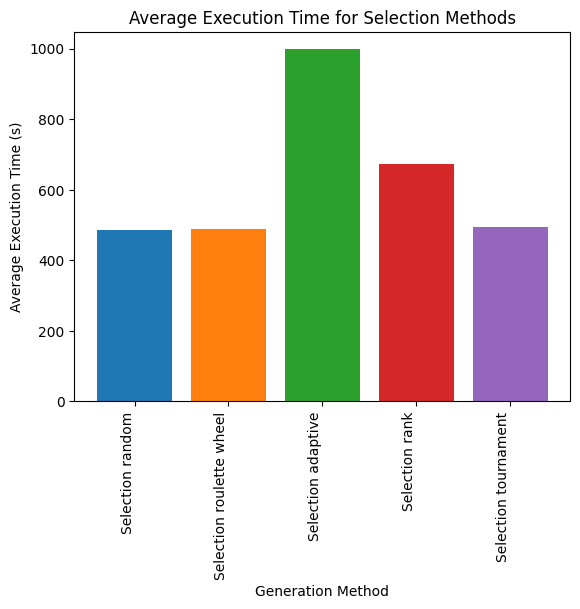 Average Execution Time for Selection Methods
Average Execution Time (s)
1000
800
600
400
200
0
Selection random
Selection roulette wheel
Selection adaptive
Selection rank
Selection tournament
Generation Method